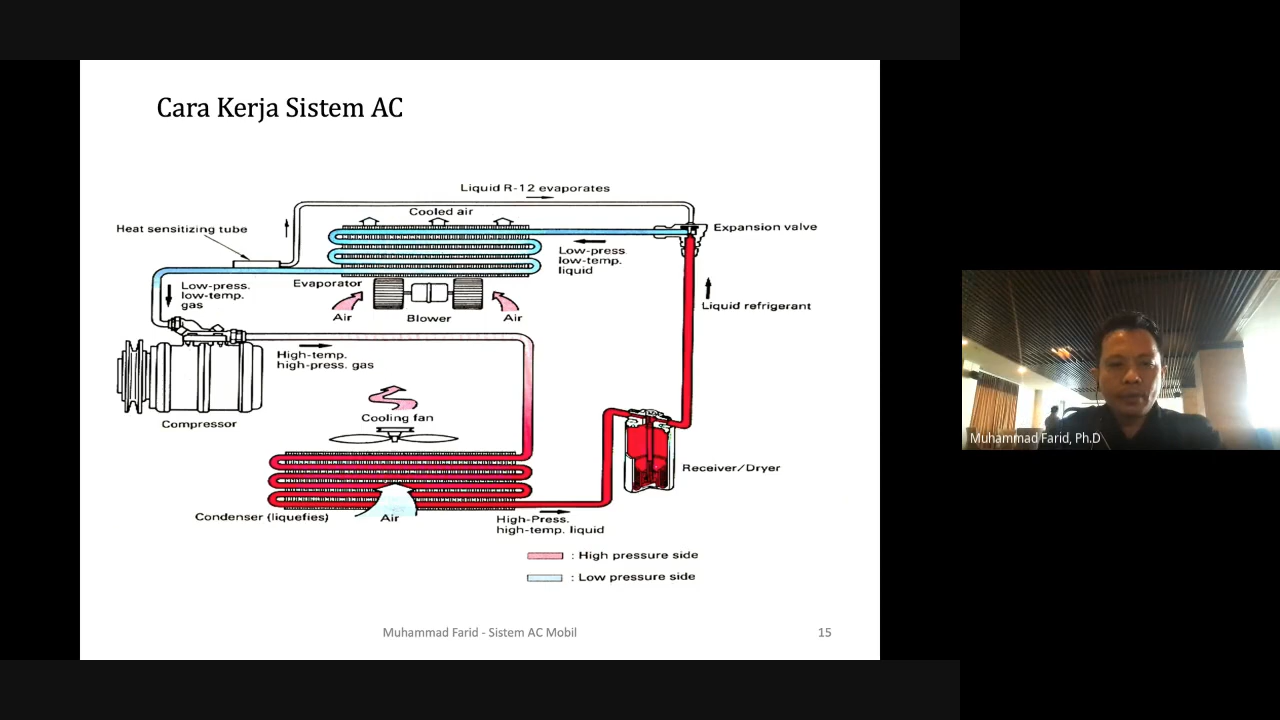 Cara Kerja Sistem AC
Liquid R-12 evaporates
Cooled air
Heat sensitizing tube
Expansion valve
Low-press.
low-temp.
liquid
Low-press.
low-temp.
gas
Evaporator
Air
Blower
Air
Liquid refrigerant
High-temp.
high-press. gas
Compressor
Cooling fan
Receiver/Dryer
Condenser (liquefies)
Air
High-Press.
high-temp. liquid
: High pressure side
: Low pressure side
Muhammad Farid - Sistem AC Mobil
15
Muhammad Farid, Ph.D